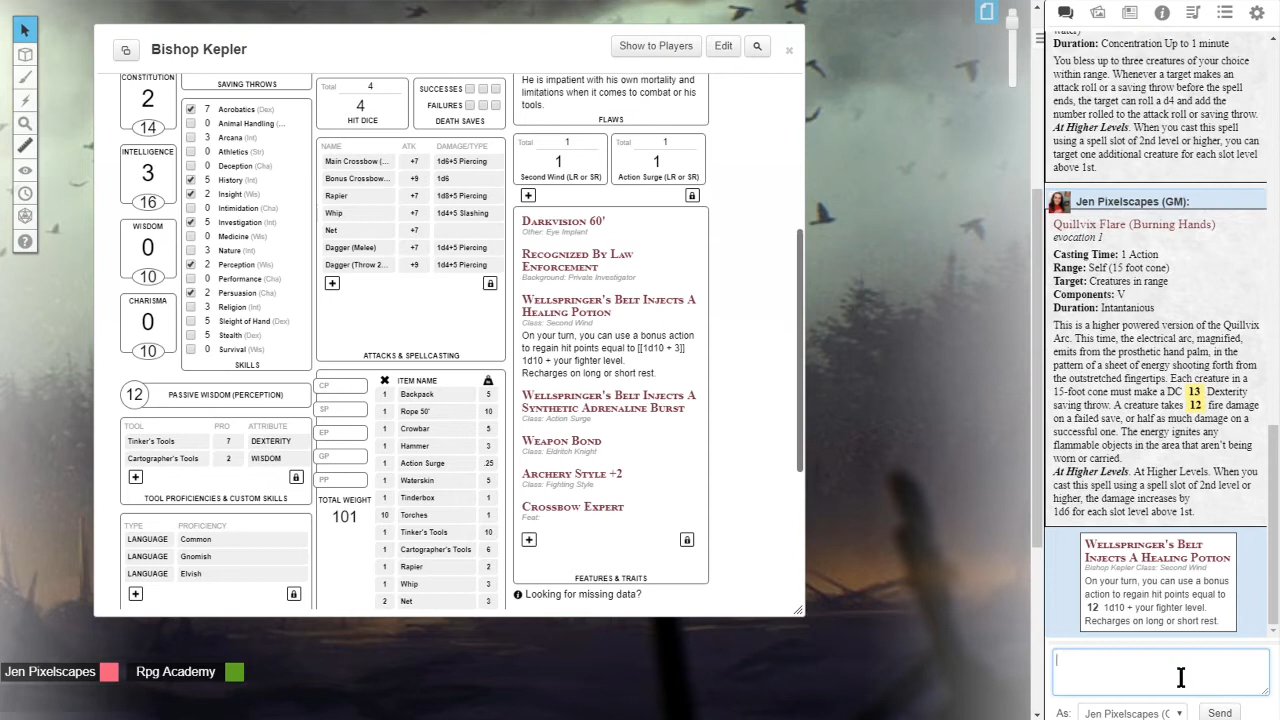 Bishop Kepler
Show to Players
Edit
CONSTITUTION
2
14
INTELLIGENCE
3
16
WISDOM
0
10
CHARISMA
0
10
SAVING THROWS
7 Acrobatics (Dex)
0 Animal Handling (...
3 Arcana (Int)
0 Athletics (Str)
0 Deception (Cha)
5 History (Int)
2 Insight (Wis)
0 Intimidation (Cha)
5 Investigation (Int)
0 Medicine (Wis)
3 Nature (Int)
2 Perception (Wis)
0 Performance (Cha)
2 Persuasion (Cha)
3 Religion (Int)
5 Sleight of Hand (Dex)
5 Stealth (Dex)
0 Survival (Wis)
SKILLS
12 PASSIVE WISDOM (PERCEPTION)
TOOL PRO ATTRIBUTE
Tinker's Tools 7 DEXTERITY
Cartographer's Tools 2 WISDOM
TOOL PROFICIENCIES & CUSTOM SKILLS
TYPE PROFICIENCY
LANGUAGE Common
LANGUAGE Gnomish
LANGUAGE Elvish
Total 4
4
HIT DICE
SUCCESSES
FAILURES
DEATH SAVES
NAME ATK DAMAGE/TYPE
Main Crossbow (... +7 1d6+5 Piercing
Bonus Crossbow... +9 1d6
Rapier +7 1d8+5 Piercing
Whip +7 1d4+5 Slashing
Net +7
Dagger (Melee) +7 1d4+5 Piercing
Dagger (Throw 2... +9 1d4+5 Piercing
ATTACKS & SPELLCASTING
CP
SP
EP
GP
PP
TOTAL WEIGHT
101
ITEM NAME
1 Backpack 5
1 Rope 50' 10
1 Crowbar 5
1 Hammer 3
1 Action Surge .25
1 Waterskin 5
1 Tinderbox 1
10 Torches 1
1 Tinker's Tools 10
1 Cartographer's Tools 6
1 Rapier 2
1 Whip 3
2 Net 3
He is impatient with his own mortality and
limitations when it comes to combat or his
tools.
FLAWS
Total 1
1
Second Wind (LR or SR)
Total 1
1
Action Surge (LR or SR)
DARKVISION 60'
Other: Eye Implant
RECOGNIZED BY LAW
ENFORCEMENT
Background: Private Investigator
WELLSPRINGER'S BELT INJECTS A
HEALING POTION
Class: Second Wind
On your turn, you can use a bonus action
to regain hit points equal to [[1d10 + 3]]
1d10 + your fighter level.
Recharges on long or short rest.
WELLSPRINGER'S BELT INJECTS A
SYNTHETIC ADRENALINE BURST
Class: Action Surge
WEAPON BOND
Class: Eldritch Knight
ARCHERY STYLE +2
Class: Fighting Style
CROSSBOW EXPERT
Feat:
FEATURES & TRAITS
Looking for missing data?
Jen Pixelscapes
Rpg Academy
water)
Duration: Concentration Up to 1 minute
You bless up to three creatures of your choice
within range. Whenever a target makes an
attack roll or a saving throw before the spell
ends, the target can roll a d4 and add the
number rolled to the attack roll or saving throw.
At Higher Levels. When you cast this spell
using a spell slot of 2nd level or higher, you can
target one additional creature for each slot level
above 1st.
Jen Pixelscapes (GM):
Quillvix Flare (Burning Hands)
evocation 1
Casting Time: 1 Action
Range: Self (15 foot cone)
Target: Creatures in range
Components: V
Duration: Intantanious
This is a higher powered version of the Quillvix
Arc. This time, the electrical arc, magnified,
emits from the prosthetic hand palm, in the
pattern of a sheet of energy shooting forth from
the outstretched fingertips. Each creature in a
15-foot cone must make a DC 13 Dexterity
saving throw. A creature takes 12 fire damage
on a failed save, or half as much damage on a
successful one. The energy ignites any
flammable objects in the area that aren't being
worn or carried.
At Higher Levels. At Higher Levels. When you
cast this spell using a spell slot of 2nd level or
higher, the damage increases by
1d6 for each slot level above 1st.
WELLSPRINGER'S BELT
INJECTS A HEALING POTION
Bishop Kepler Class: Second Wind
On your turn, you can use a bonus
action to regain hit points equal to
12 1d10 + your fighter level.
Recharges on long or short rest.
As: Jen Pixelscapes (G
Send